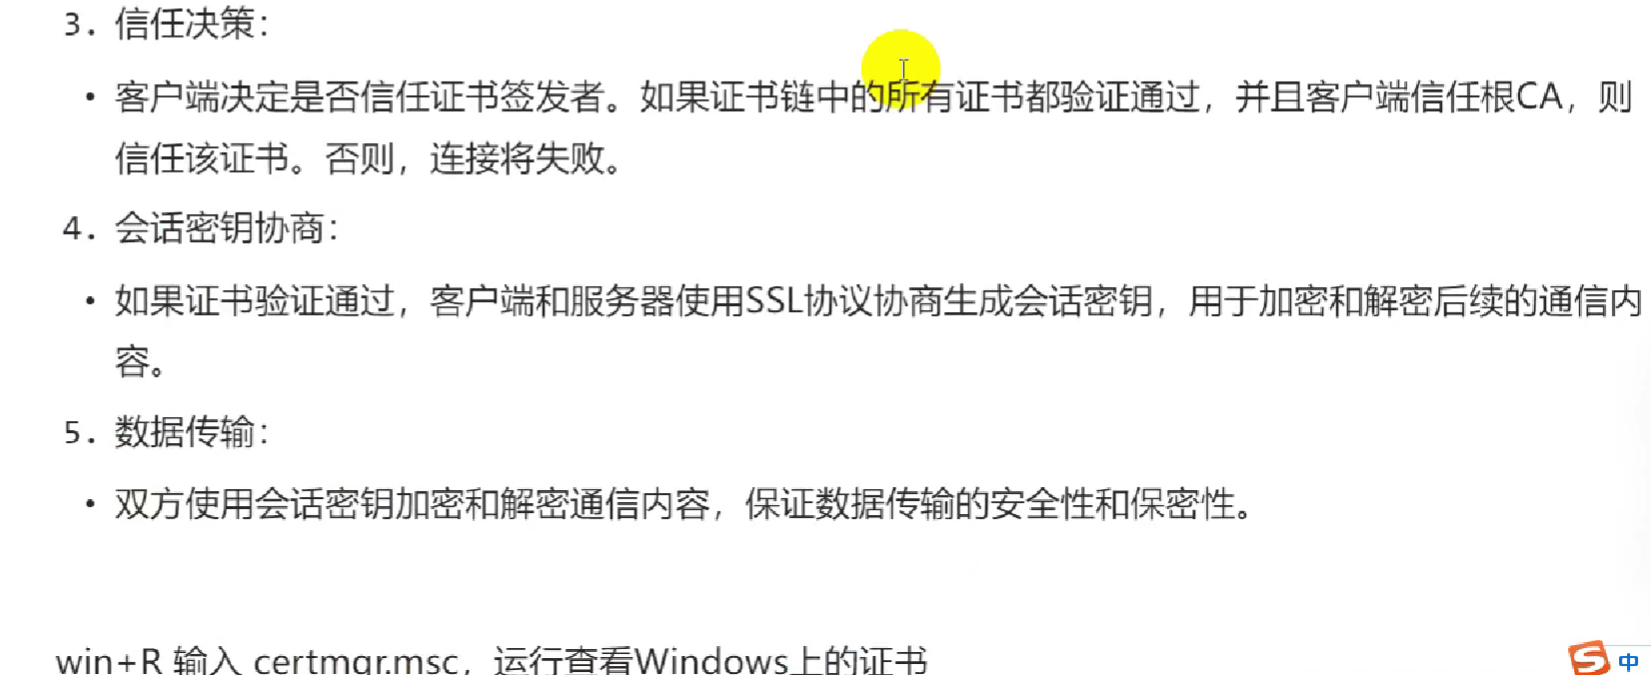 3. 信任决策：
• 客户端决定是否信任证书签发者。如果证书链中的所有证书都验证通过，并且客户端信任根CA，则
信任该证书。否则，连接将失败。
4. 会话密钥协商：
• 如果证书验证通过，客户端和服务器使用SSL协议协商生成会话密钥，用于加密和解密后续的通信内
容。
5. 数据传输：
• 双方使用会话密钥加密和解密通信内容，保证数据传输的安全性和保密性。
win+R 输入 certmgr.msc，运行查看Windows上的证书
S 中